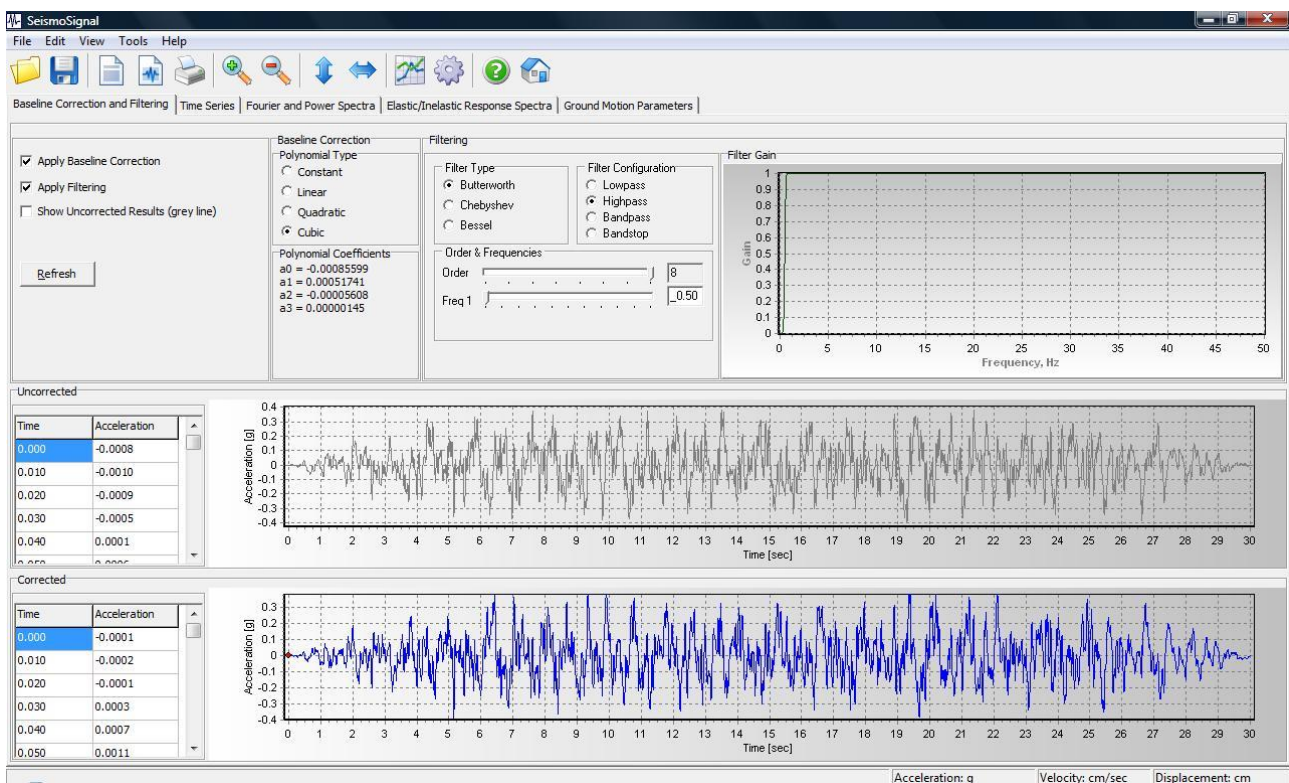 SeismoSignal
File Edit View Tools Help
Baseline Correction and Filtering Time Series Fourier and Power Spectra Elastic/Inelastic Response Spectra Ground Motion Parameters
Apply Baseline Correction
Apply Filtering
Show Uncorrected Results (grey line)
Refresh
Baseline Correction
Polynomial Type
Constant
Linear
Quadratic
Cubic
Polynomial Coefficients
a0 = -0.00085599
a1 = 0.00051741
a2 = -0.00005608
a3 = 0.00000145
Filtering
Filter Type
Butterworth
Chebyshev
Bessel
Filter Configuration
Lowpass
Highpass
Bandpass
Bandstop
Order & Frequencies
Order 8
Freq 1 _0.50
Filter Gain
1
0.9
0.8
0.7
0.6
0.5
0.4
0.3
0.2
0.1
0
Gain
0 5 10 15 20 25 30 35 40 45 50
Frequency, Hz
Uncorrected
Time Acceleration
0.000 -0.0008
0.010 -0.0010
0.020 -0.0009
0.030 -0.0005
0.040 0.0001
0.4
0.3
0.2
0.1
0
-0.1
-0.2
-0.3
-0.4
Acceleration [g]
0 1 2 3 4 5 6 7 8 9 10 11 12 13 14 15 16 17 18 19 20 21 22 23 24 25 26 27 28 29 30
Time [sec]
Corrected
Time Acceleration
0.000 -0.0001
0.010 -0.0002
0.020 -0.0001
0.030 0.0003
0.040 0.0007
0.050 0.0011
0.3
0.2
0.1
0
-0.1
-0.2
-0.3
-0.4
Acceleration [g]
0 1 2 3 4 5 6 7 8 9 10 11 12 13 14 15 16 17 18 19 20 21 22 23 24 25 26 27 28 29 30
Time [sec]
Acceleration: g Velocity: cm/sec Displacement: cm